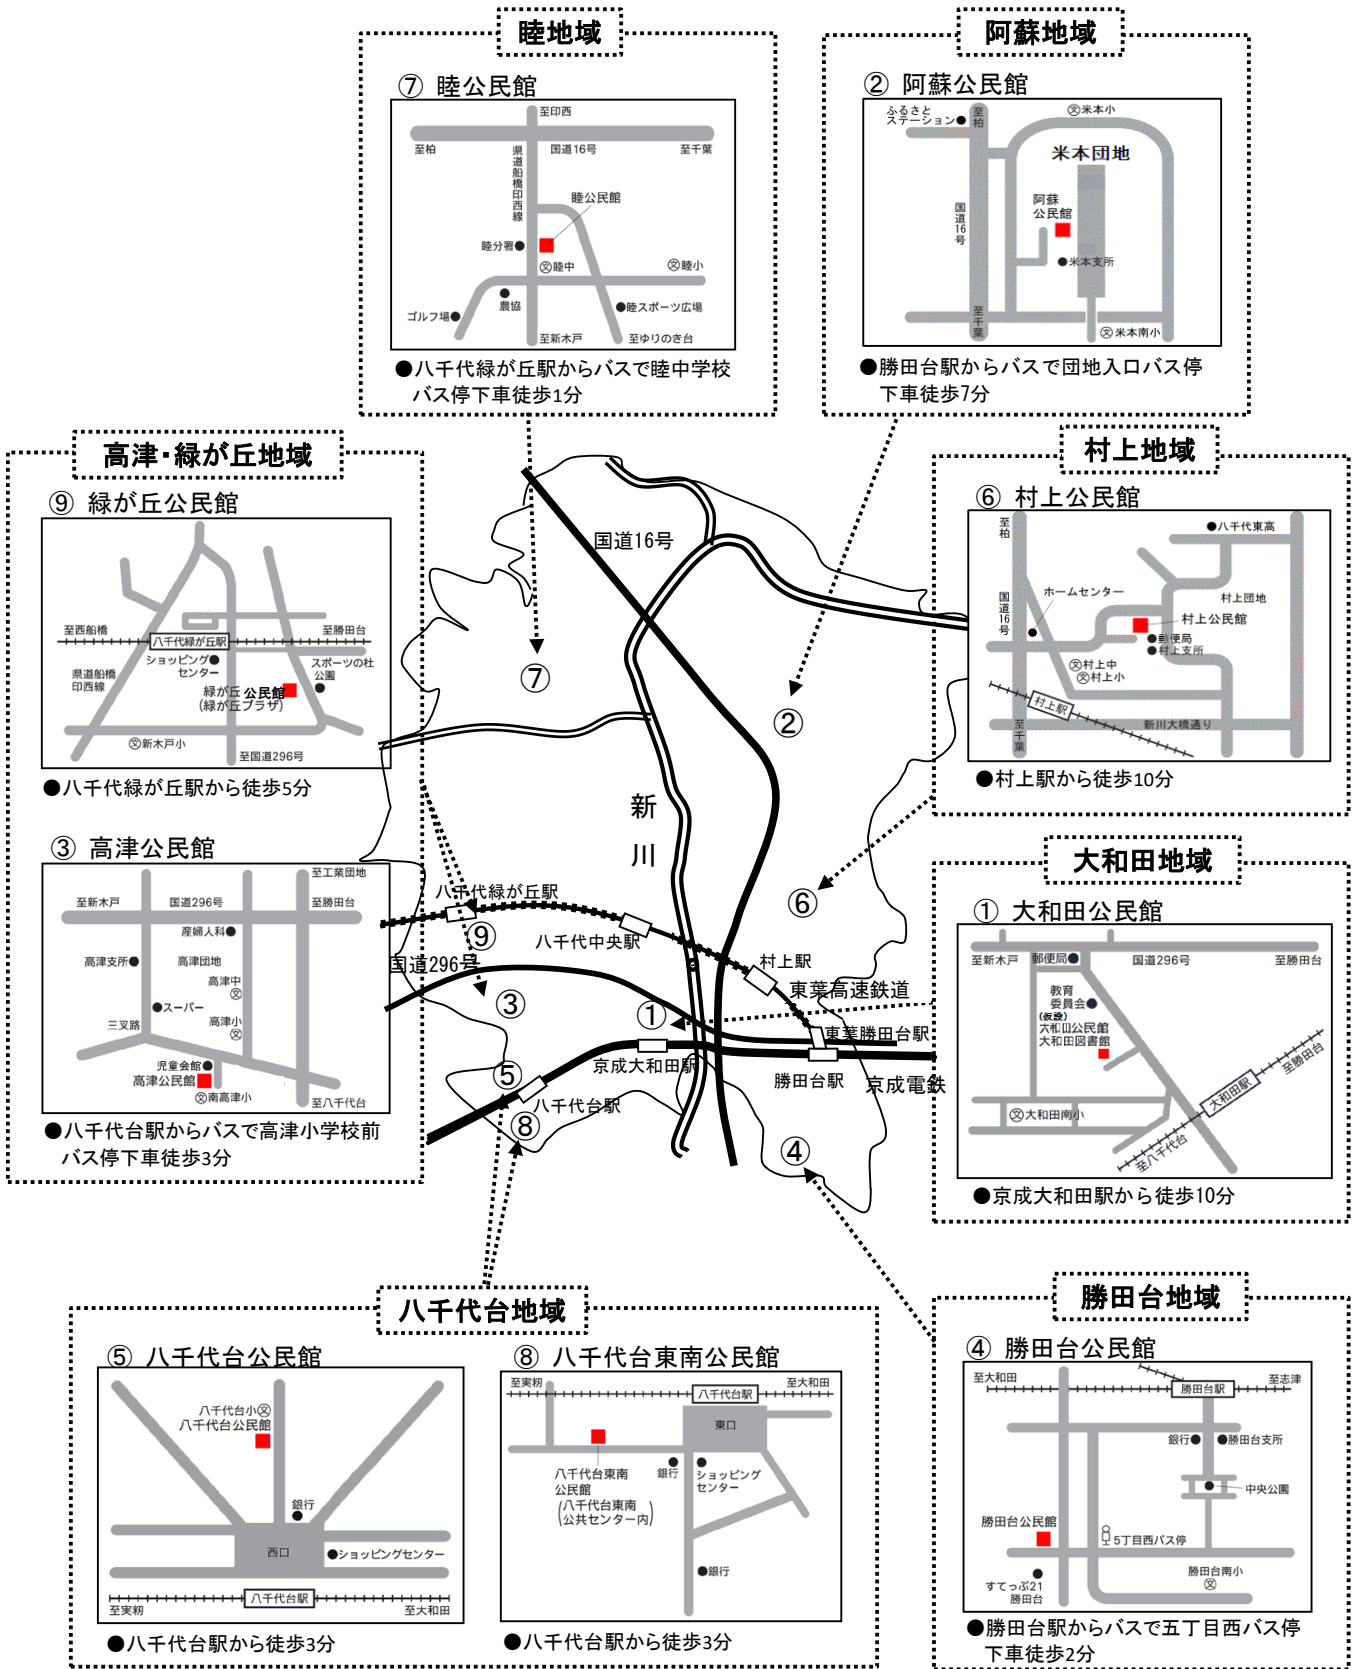 睦地域
⑦ 睦公民館
至印西
至柏
国道16号
至千葉
県道船橋印西線
睦公民館
睦分署
文睦中
文睦小
農協
ゴルフ場
睦スポーツ広場
至新木戸
至ゆりのき台
●八千代緑が丘駅からバスで睦中学校
バス停下車徒歩1分
阿蘇地域
② 阿蘇公民館
ふるさと
ステーション
至柏
文米本小
米本団地
国道16号
阿蘇
公民館
米本支所
至千葉
文米本南小
●勝田台駅からバスで団地入口バス停
下車徒歩7分
高津・緑が丘地域
⑨ 緑が丘公民館
至西船橋
八千代緑が丘駅
至勝田台
ショッピング
センター
県道船橋
印西線
スポーツの杜
公園
緑が丘公民館
(緑が丘プラザ)
文新木戸小
至国道296号
●八千代緑が丘駅から徒歩5分
③ 高津公民館
至工業団地
至新木戸
国道296号
至勝田台
産婦人科
高津支所
高津団地
高津中
文
スーパー
三叉路
高津小
文
児童会館
高津公民館
文南高津小
至八千代台
●八千代台駅からバスで高津小学校前
バス停下車徒歩3分
村上地域
⑥ 村上公民館
至柏
八千代東高
国道16号
ホームセンター
村上団地
村上公民館
郵便局
村上支所
文村上中
文村上小
村上駅
新川大橋通り
至千葉
●村上駅から徒歩10分
大和田地域
① 大和田公民館
至新木戸
郵便局
国道296号
至勝田台
教育
委員会
(仮設)
大和田公民館
大和田図書館
文大和田南小
大和田駅
至勝田台
至八千代台
●京成大和田駅から徒歩10分
国道16号
⑦
②
新川
⑥
八千代緑が丘駅
⑨
八千代中央駅
村上駅
国道296号
東葉高速鉄道
③
①
東葉勝田台駅
京成大和田駅
勝田台駅
京成電鉄
⑤
八千代台駅
⑧
④
八千代台地域
⑤ 八千代台公民館
八千代台小文
八千代台公民館
銀行
西口
ショッピングセンター
八千代台駅
至実籾
至大和田
●八千代台駅から徒歩3分
⑧ 八千代台東南公民館
至実籾
八千代台駅
至大和田
東口
銀行
ショッピング
センター
八千代台東南
公民館
(八千代台東南
公共センター内)
銀行
●八千代台駅から徒歩3分
勝田台地域
④ 勝田台公民館
至大和田
勝田台駅
至志津
銀行
勝田台支所
中央公園
勝田台公民館
5丁目西バス停
すてっぷ21
勝田台
勝田台南小
文
●勝田台駅からバスで五丁目西バス停
下車徒歩2分